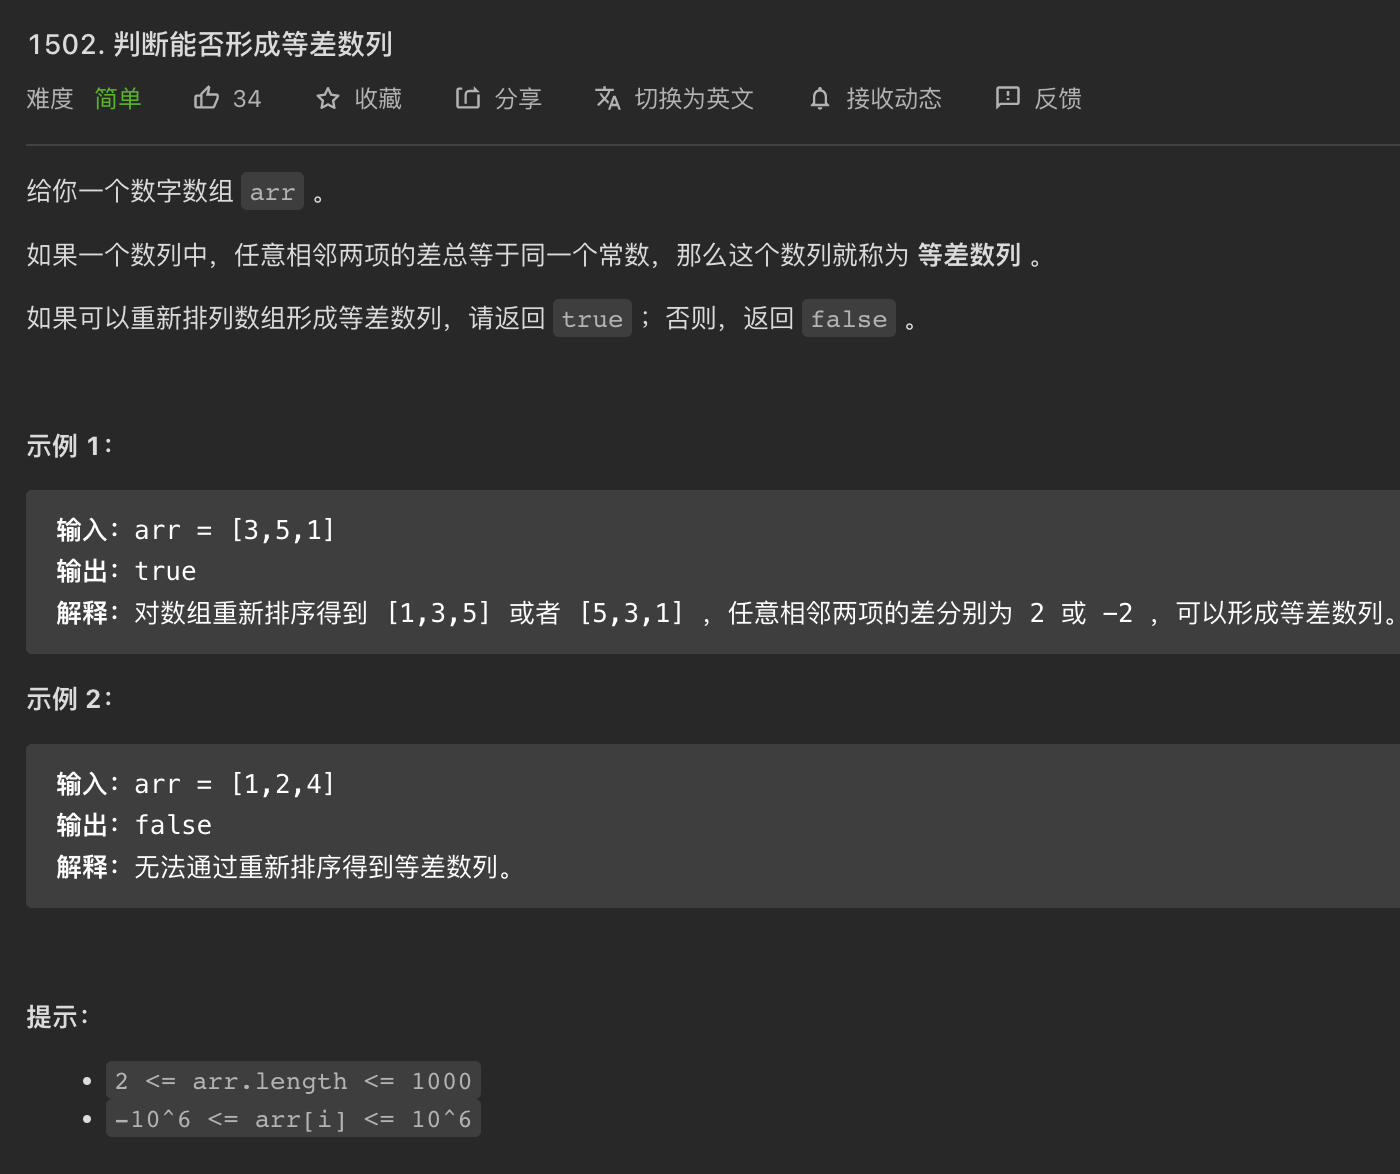 1502. 判断能否形成等差数列
难度 简单 34 收藏 分享 切换为英文 接收动态 反馈
给你一个数字数组 arr 。
如果一个数列中，任意相邻两项的差总等于同一个常数，那么这个数列就称为 等差数列 。
如果可以重新排列数组形成等差数列，请返回 true ；否则，返回 false 。
示例 1：
输入：arr = [3,5,1]
输出：true
解释：对数组重新排序得到 [1,3,5] 或者 [5,3,1] ，任意相邻两项的差分别为 2 或 -2 ，可以形成等差数列。
示例 2：
输入：arr = [1,2,4]
输出：false
解释：无法通过重新排序得到等差数列。
提示：
• 2 <= arr.length <= 1000
• -10^6 <= arr[i] <= 10^6